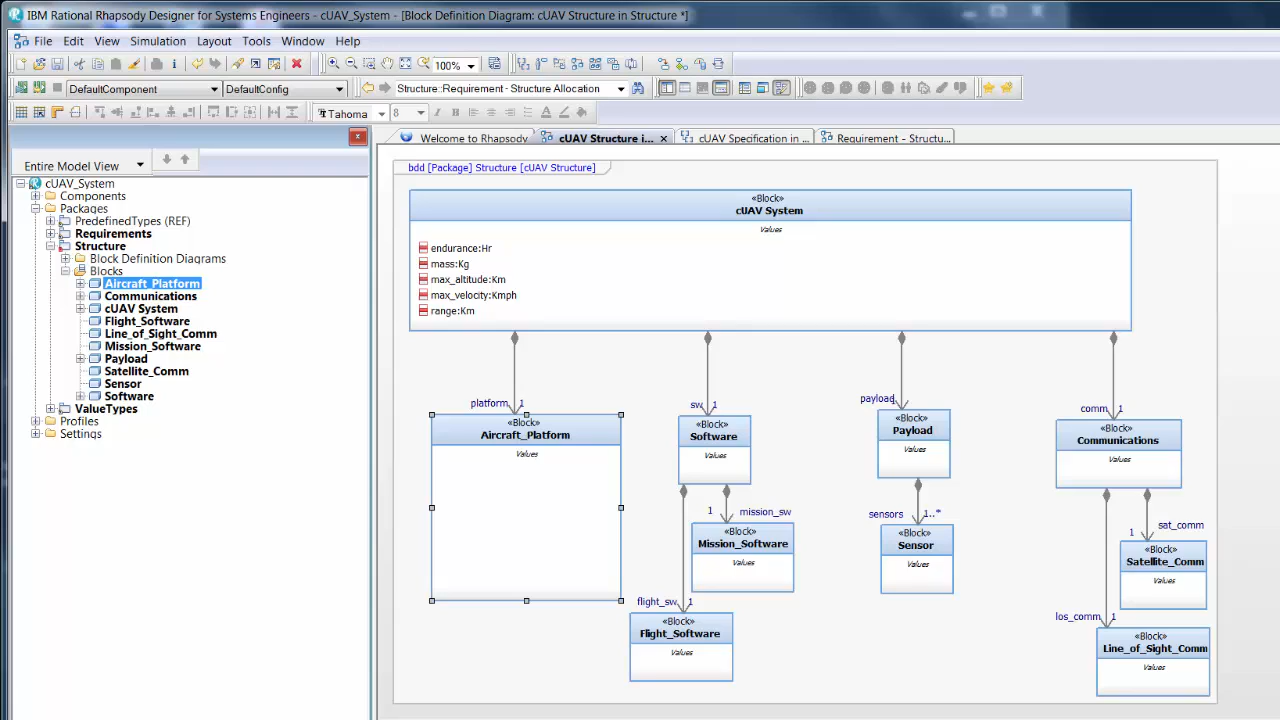 IBM Rational Rhapsody Designer for Systems Engineers - cUAV_System - [Block Definition Diagram: cUAV Structure in Structure *]
File Edit View Simulation Layout Tools Window Help
100%
DefaultComponent DefaultConfig Structure::Requirement - Structure Allocation
Tahoma 8
Welcome to Rhapsody cUAV Structure i... cUAV Specification in ... Requirement - Structu...
Entire Model View
cUAV_System
Components
Packages
PredefinedTypes (REF)
Requirements
Structure
Block Definition Diagrams
Blocks
Aircraft_Platform
Communications
cUAV System
Flight_Software
Line_of_Sight_Comm
Mission_Software
Payload
Satellite_Comm
Sensor
Software
ValueTypes
Profiles
Settings
bdd [Package] Structure [cUAV Structure]
«Block»
cUAV System
Values
endurance:Hr
mass:Kg
max_altitude:Km
max_velocity:Kmph
range:Km
platform 1
«Block»
Aircraft_Platform
Values
sw 1
«Block»
Software
Values
1 mission_sw
«Block»
Mission_Software
Values
flight_sw 1
«Block»
Flight_Software
Values
payload
«Block»
Payload
Values
sensors 1..*
«Block»
Sensor
Values
comm 1
«Block»
Communications
Values
1 sat_comm
«Block»
Satellite_Comm
Values
los_comm 1
«Block»
Line_of_Sight_Comm
Values